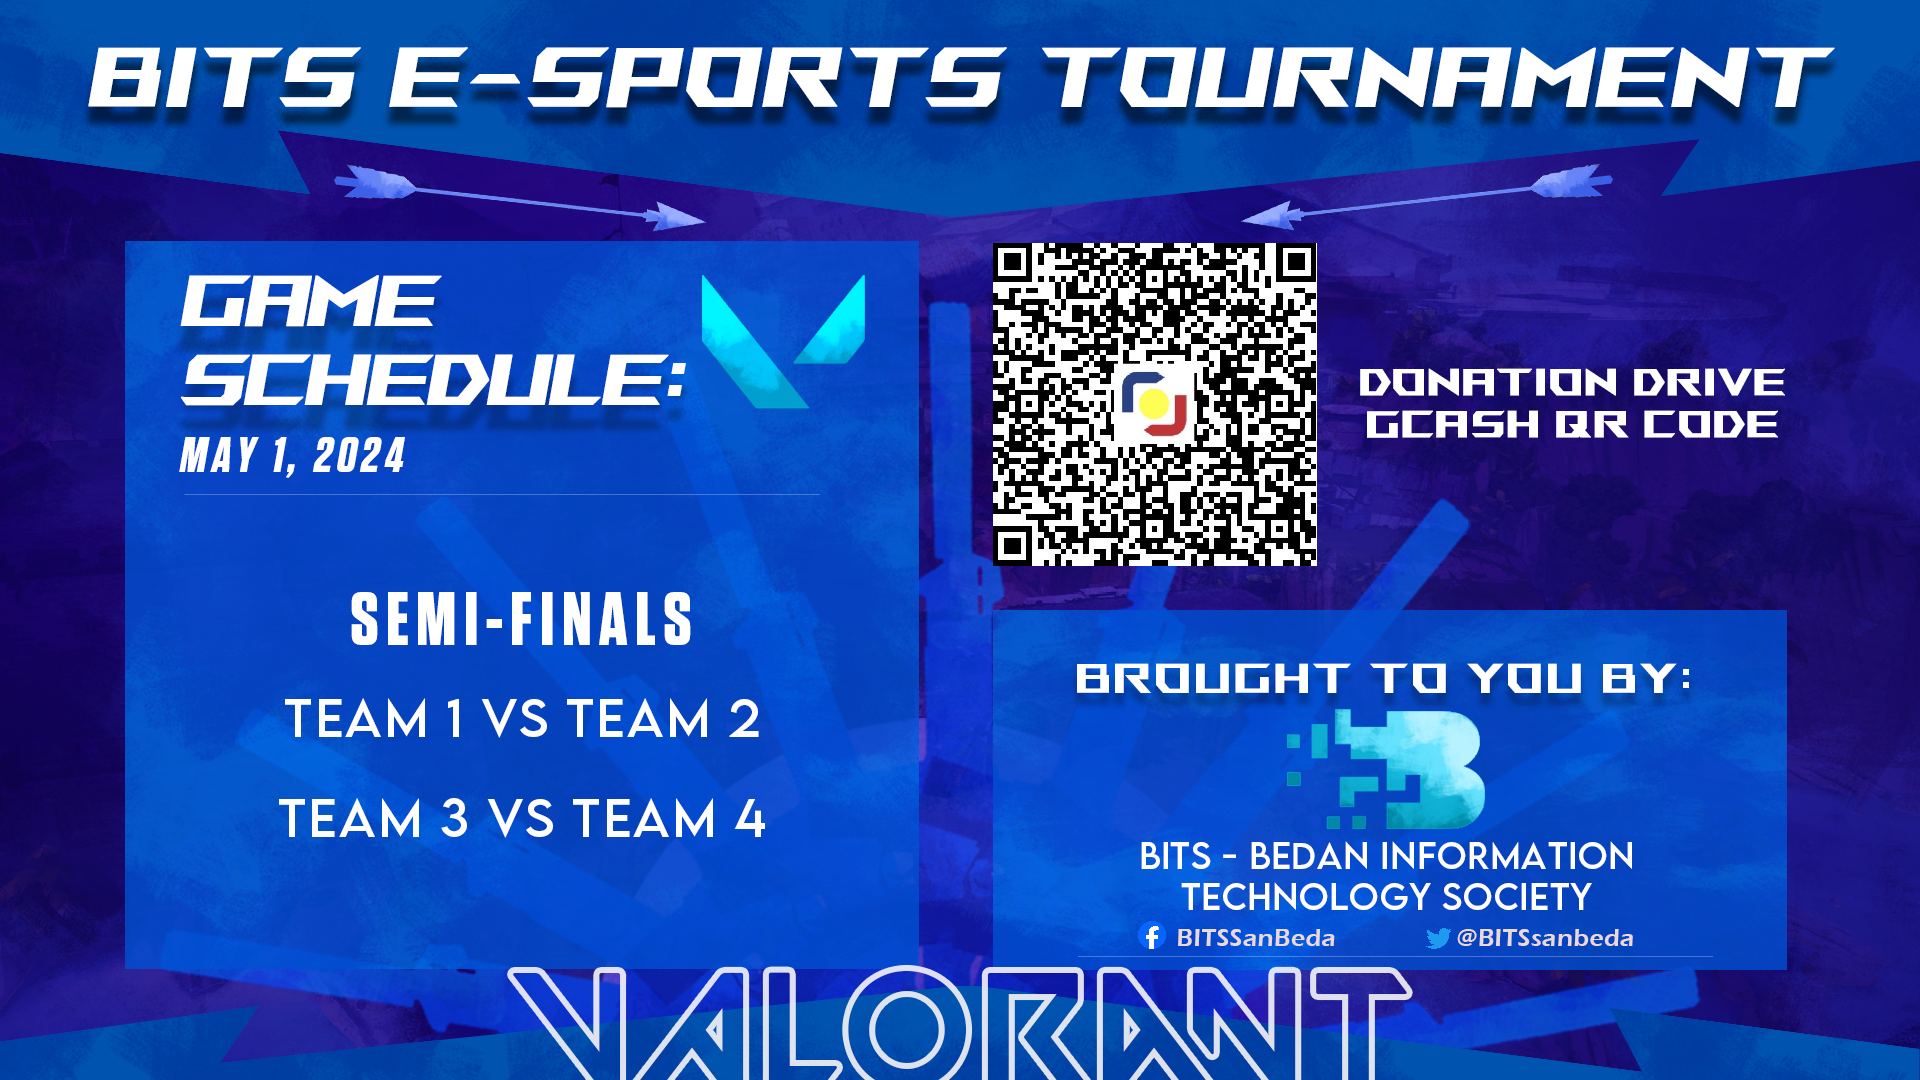 BITS E-SPORTS TOURNAMENT
GAME
SCHEDULE:
MAY 1, 2024
SEMI-FINALS
TEAM 1 VS TEAM 2
TEAM 3 VS TEAM 4
DONATION DRIVE
GCASH QR CODE
BROUGHT TO YOU BY:
B
BITS - BEDAN INFORMATION
TECHNOLOGY SOCIETY
BITSSanBeda
@BITSsanbeda
VALORANT